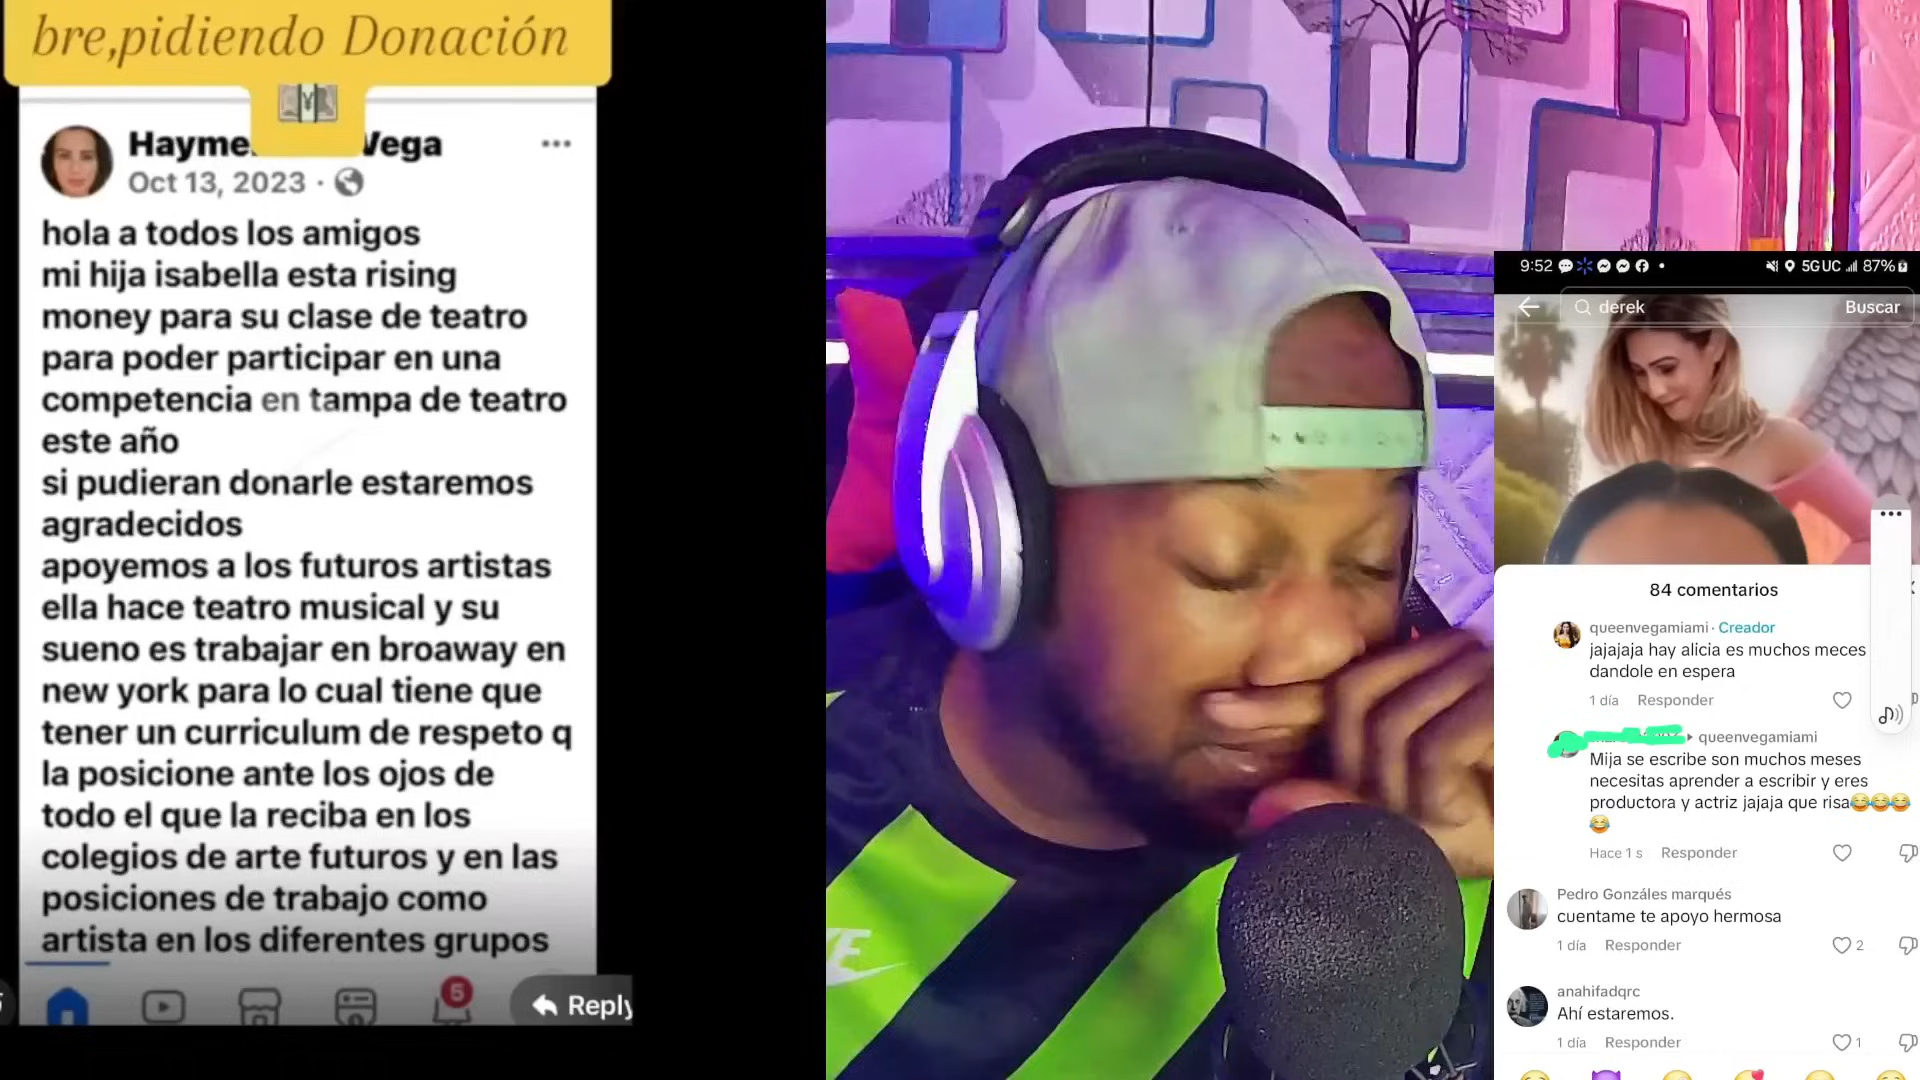 bre,pidiendo Donación
Vega
Oct 13, 2023 ·
hola a todos los amigos
mi hija isabella esta rising
money para su clase de teatro
para poder participar en una
competencia en tampa de teatro
este año
si pudieran donarle estaremos
agradecidos
apoyemos a los futuros artistas
ella hace teatro musical y su
sueno es trabajar en broaway en
new york para lo cual tiene que
tener un curriculum de respeto q
la posicione ante los ojos de
todo el que la reciba en los
colegios de arte futuros y en las
posiciones de trabajo como
artista en los diferentes grupos
5
Reply
9:52
5GUC 87%
derek
Buscar
84 comentarios
queenvegamiami · Creador
jajajaja hay alicia es muchos meces
dandole en espera
1 día Responder
queenvegamiami
Mija se escribe son muchos meses
necesitas aprender a escribir y eres
productora y actriz jajaja que risa😂😂😂
😂
Hace 1 s Responder
Pedro Gonzáles marqués
cuentame te apoyo hermosa
1 día Responder 2
anahifadqrc
Ahí estaremos.
1 día Responder 1